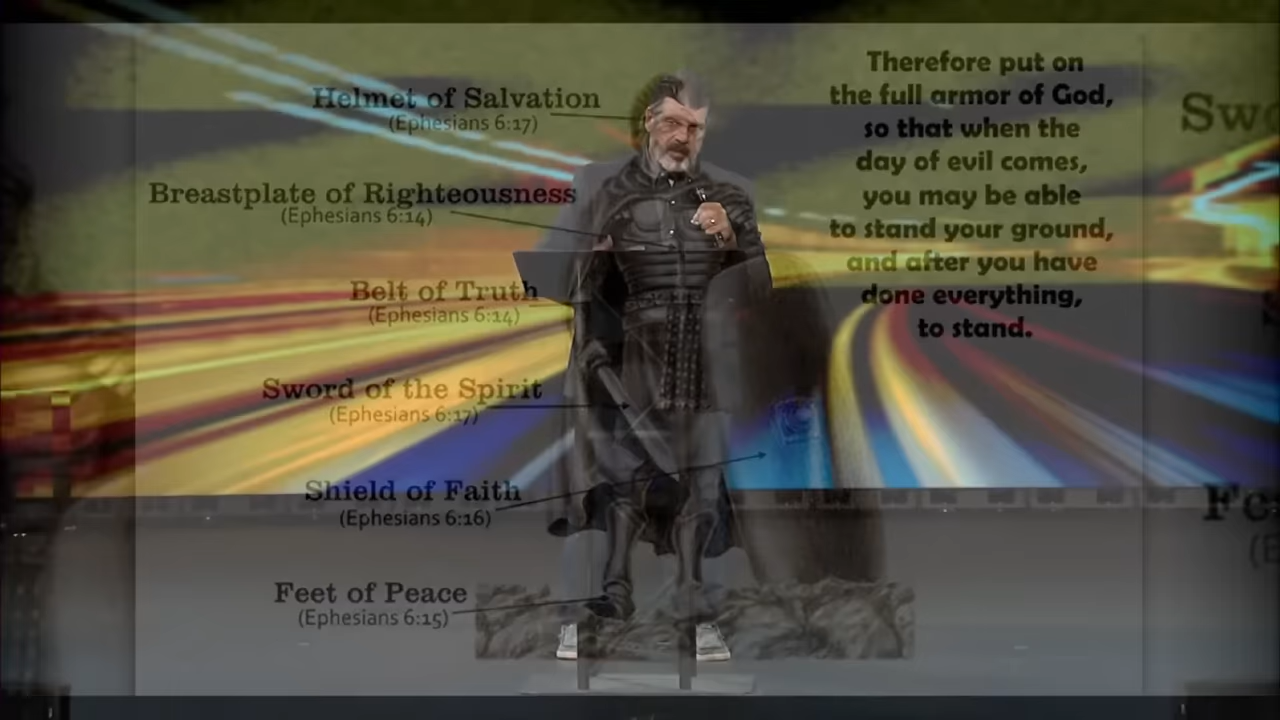 Helmet of Salvation
(Ephesians 6:17)
Breastplate of Righteousness
(Ephesians 6:14)
Belt of Truth
(Ephesians 6:14)
Sword of the Spirit
(Ephesians 6:17)
Shield of Faith
(Ephesians 6:16)
Feet of Peace
(Ephesians 6:15)
Therefore put on
the full armor of God,
so that when the
day of evil comes,
you may be able
to stand your ground,
and after you have
done everything,
to stand.